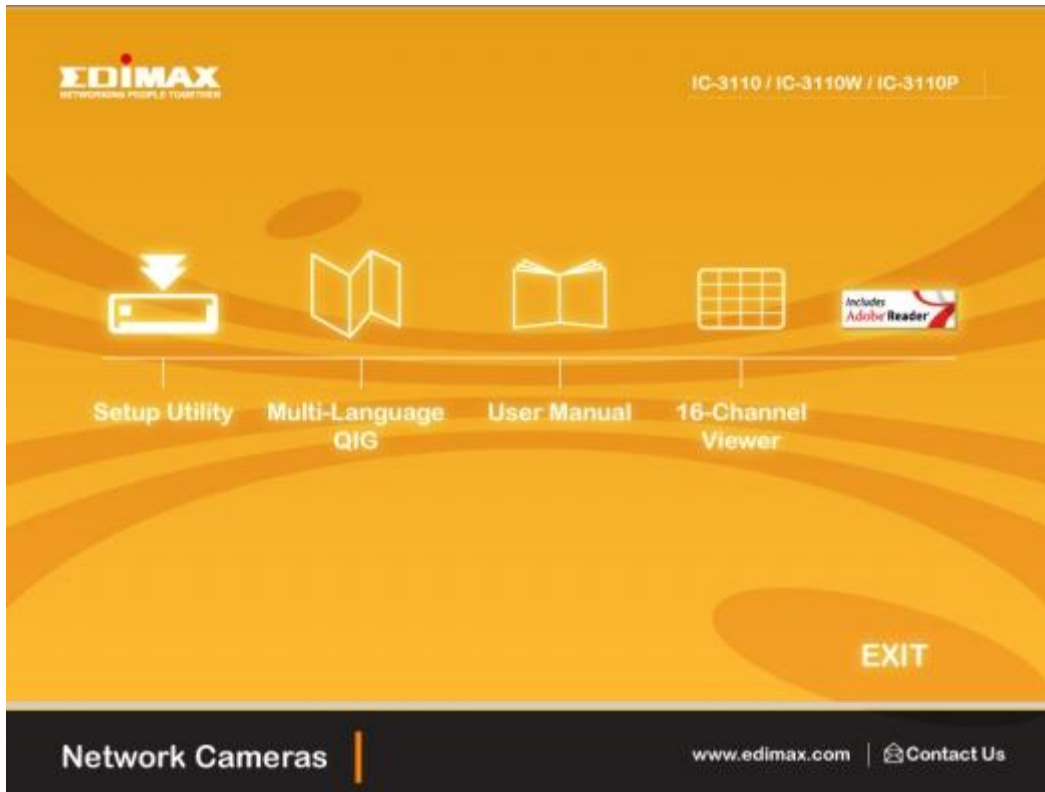 EDIMAX
NETWORKING PEOPLE TOGETHER
IC-3110 / IC-3110W / IC-3110P
Includes
Adobe Reader
Setup Utility
Multi-Language
QIG
User Manual
16-Channel
Viewer
EXIT
Network Cameras
www.edimax.com
Contact Us